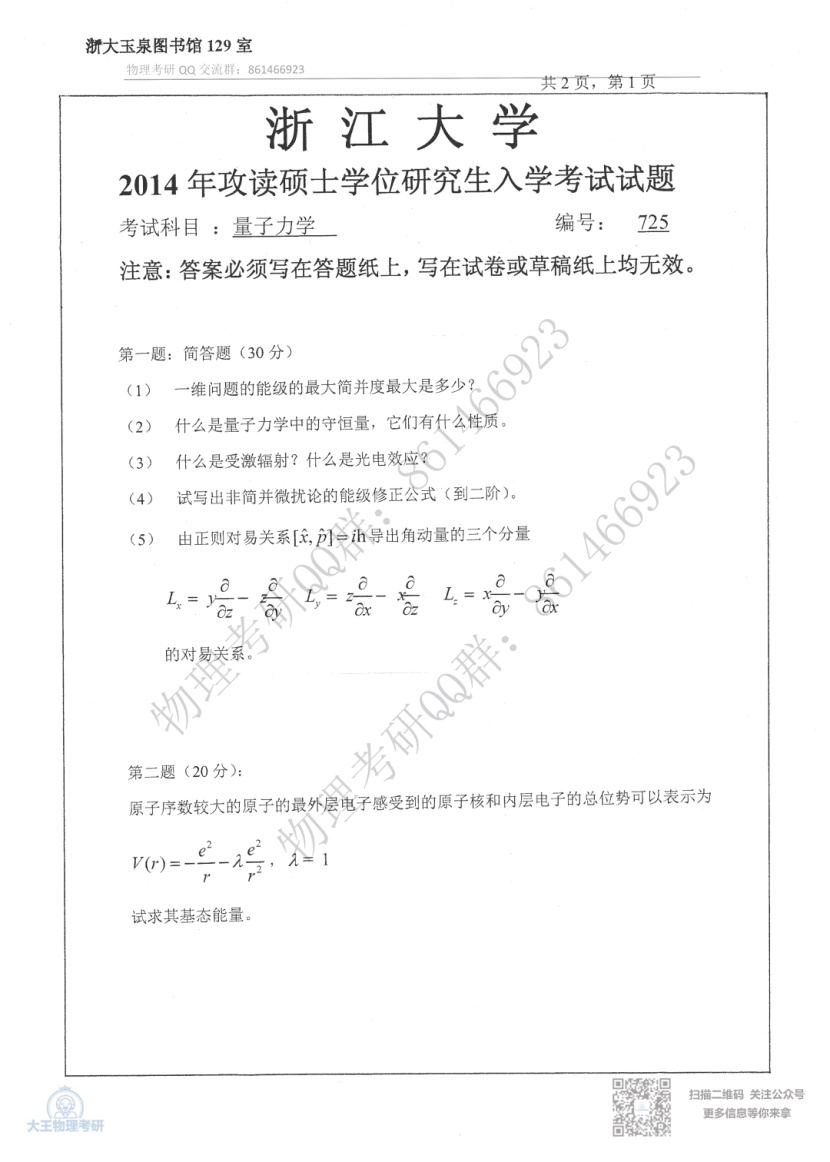 浙大玉泉图书馆 129 室
物理考研 QQ 交流群：861466923
共 2 页，第 1 页
浙 江 大 学
2014 年攻读硕士学位研究生入学考试试题
考试科目 ：量子力学 编号： 725
注意：答案必须写在答题纸上，写在试卷或草稿纸上均无效。
第一题：简答题（30 分）
（1） 一维问题的能级的最大简并度最大是多少？
（2） 什么是量子力学中的守恒量，它们有什么性质。
（3） 什么是受激辐射？什么是光电效应？
（4） 试写出非简并微扰论的能级修正公式（到二阶）。
（5） 由正则对易关系[x̂, p̂]=ih导出角动量的三个分量
L_x = y ∂/∂z − z ∂/∂y L_y = z ∂/∂x − x ∂/∂z L_z = x ∂/∂y − y ∂/∂x
的对易关系。
第二题（20 分）：
原子序数较大的原子的最外层电子感受到的原子核和内层电子的总位势可以表示为
V(r) = − e²/r − λ e²/r² ， λ = 1
试求其基态能量。
物理考研QQ群：861466923
物理考研QQ群：861466923
大王物理考研
扫描二维码 关注公众号
更多信息等你来拿